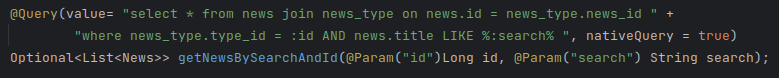 @Query(value= "select * from news join news_type on news.id = news_type.news_id " +
"where news_type.type_id = :id AND news.title LIKE %:search% ", nativeQuery = true)
Optional<List<News>> getNewsBySearchAndId(@Param("id")Long id, @Param("search") String search);